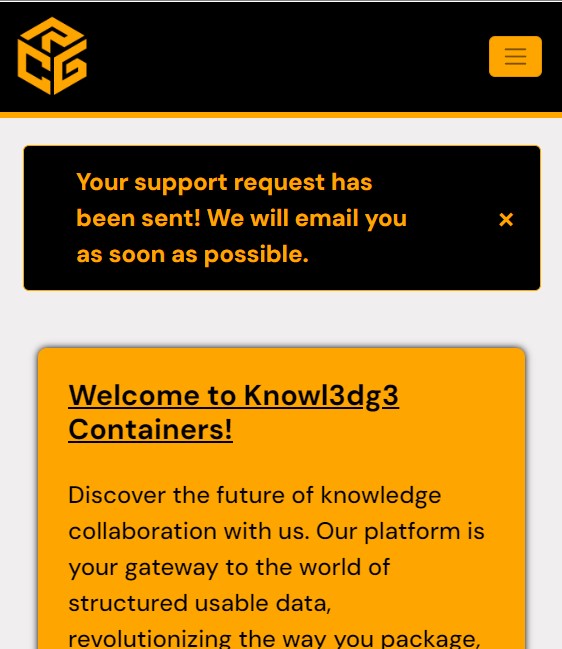 Your support request has
been sent! We will email you
as soon as possible.
×
Welcome to Knowl3dg3
Containers!
Discover the future of knowledge
collaboration with us. Our platform is
your gateway to the world of
structured usable data,
revolutionizing the way you package,